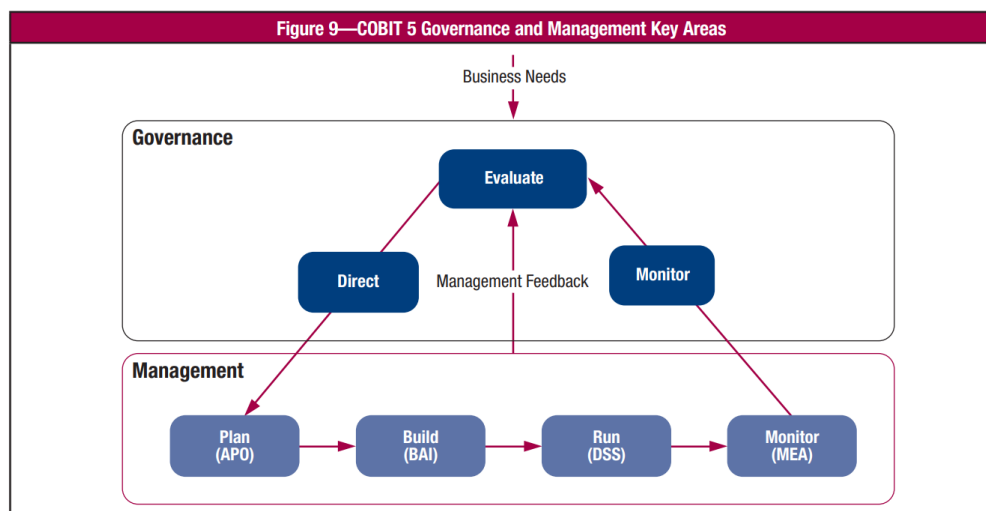 Figure 9—COBIT 5 Governance and Management Key Areas
Business Needs
Governance
Evaluate
Direct
Management Feedback
Monitor
Management
Plan
(APO)
Build
(BAI)
Run
(DSS)
Monitor
(MEA)